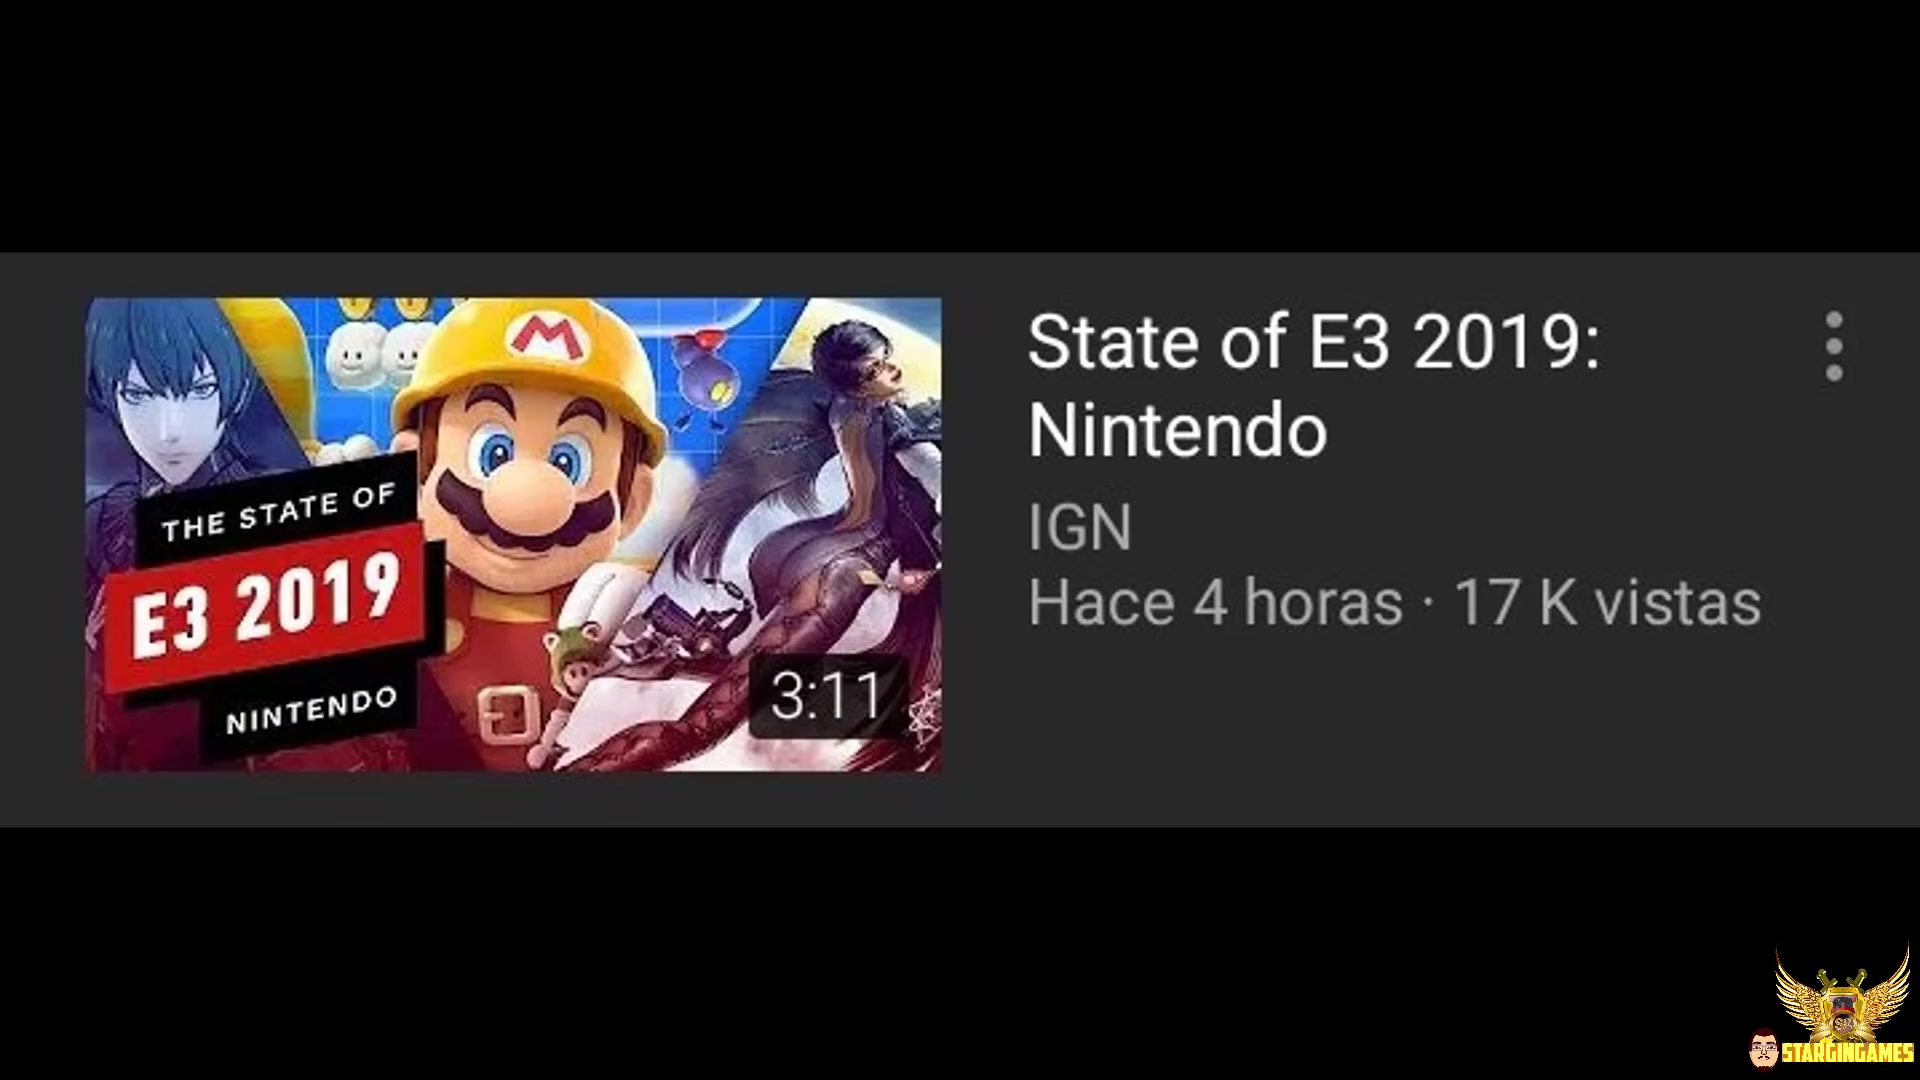 THE STATE OF
E3 2019
NINTENDO
M
3:11
State of E3 2019:
Nintendo
IGN
Hace 4 horas · 17 K vistas
STARGINGAMES